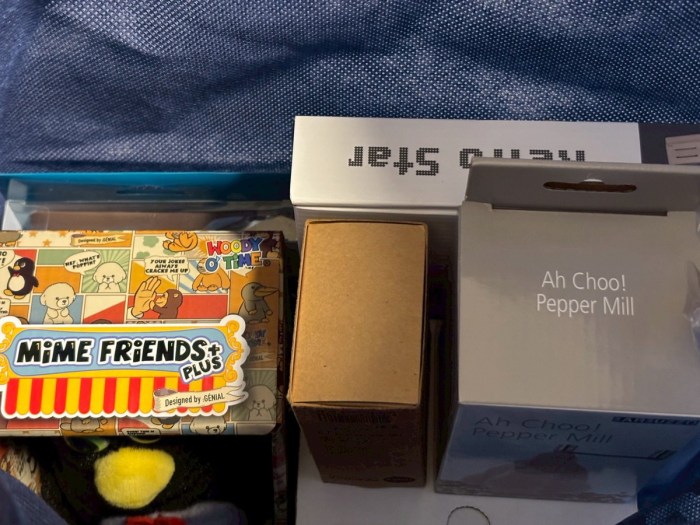 Star
Ah Choo!
Pepper Mill
Ah Choo!
Pepper Mill
Designed by GENIAL
HEY, WHAT'S
POPPIN!
YOUR JOKES
ALWAYS
CRACKS ME UP
WOODY
O' TIME
MiME FRiENDS+
PLUS
Designed by GENIAL